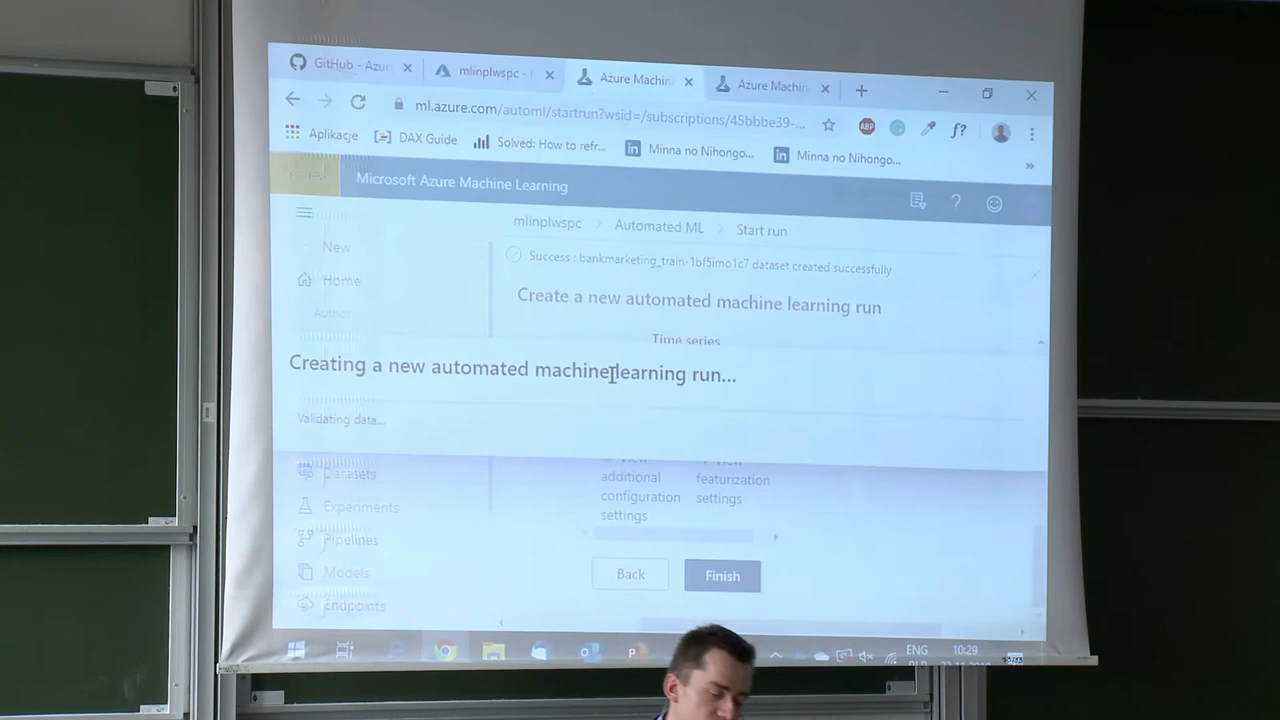 GitHub - Azur
mlinplwspc -
Azure Machin
Azure Machin
ml.azure.com/automl/startrun?wsid=/subscriptions/45bbbe39-...
ABP
f?
Aplikacje
DAX Guide
Solved: How to refr...
Minna no Nihongo...
Minna no Nihongo...
»
Microsoft Azure Machine Learning
mlinplwspc > Automated ML > Start run
New
Success : bankmarketing_train-1bf5imo1c7 dataset created successfully
Home
Create a new automated machine learning run
Author
Time series
Creating a new automated machine learning run...
Validating data...
Datasets
additional
configuration
settings
featurization
settings
Experiments
Pipelines
Models
Endpoints
Back
Finish
ENG
10:29